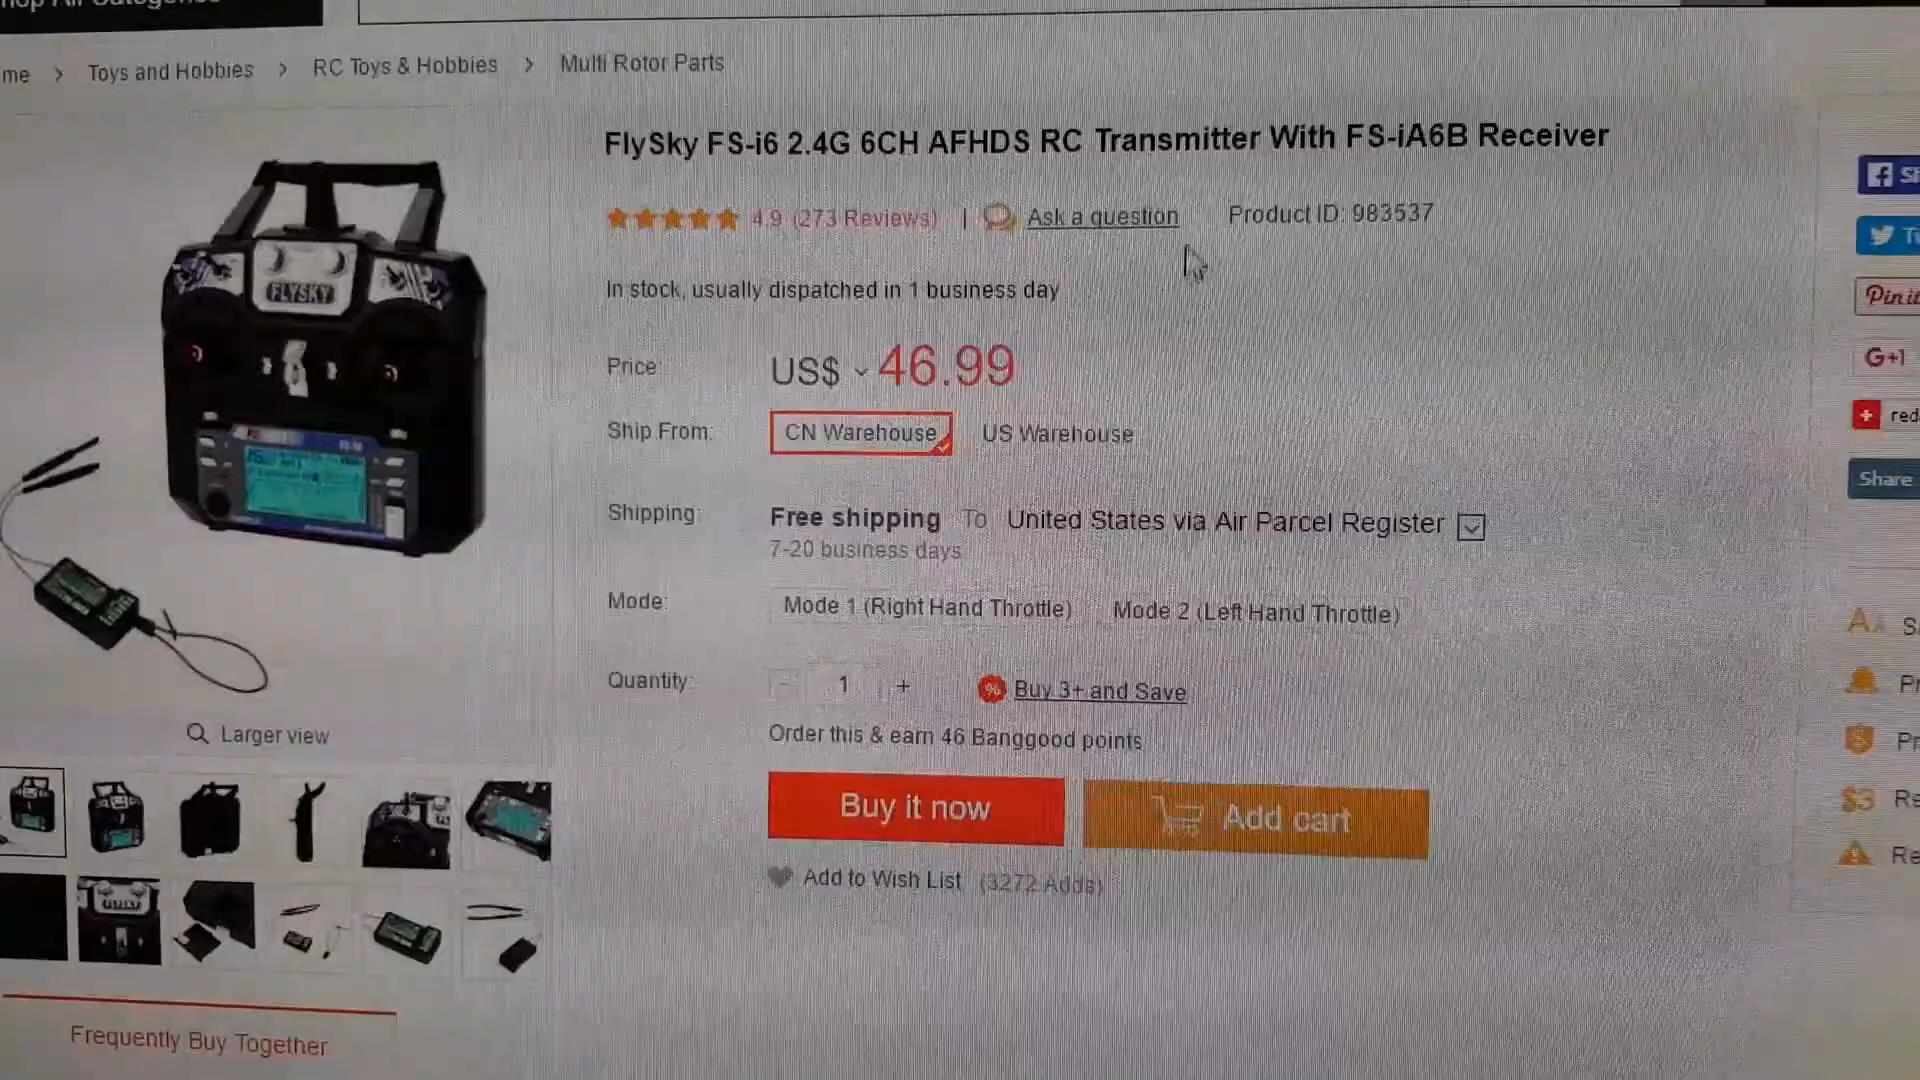 Toys and Hobbies > RC Toys & Hobbies > Multi Rotor Parts
FlySky FS-i6 2.4G 6CH AFHDS RC Transmitter With FS-iA6B Receiver
4.9 (273 Reviews) | Ask a question Product ID: 983537
In stock, usually dispatched in 1 business day
Price: US$ 46.99
Ship From: CN Warehouse US Warehouse
Shipping: Free shipping To United States via Air Parcel Register
7-20 business days
Mode: Mode 1 (Right Hand Throttle) Mode 2 (Left Hand Throttle)
Quantity: - 1 + % Buy 3+ and Save
Order this & earn 46 Banggood points
Buy it now Add cart
Add to Wish List (3272 Adds)
FLYSKY
Larger view
Frequently Buy Together
Pin it
G+1
red
Share